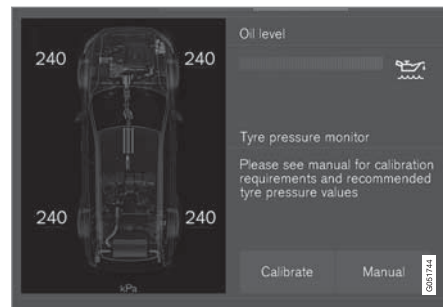 240 240
240 240
kPa
Oil level
Tyre pressure monitor
Please see manual for calibration
requirements and recommended
tyre pressure values
Calibrate Manual
G051744